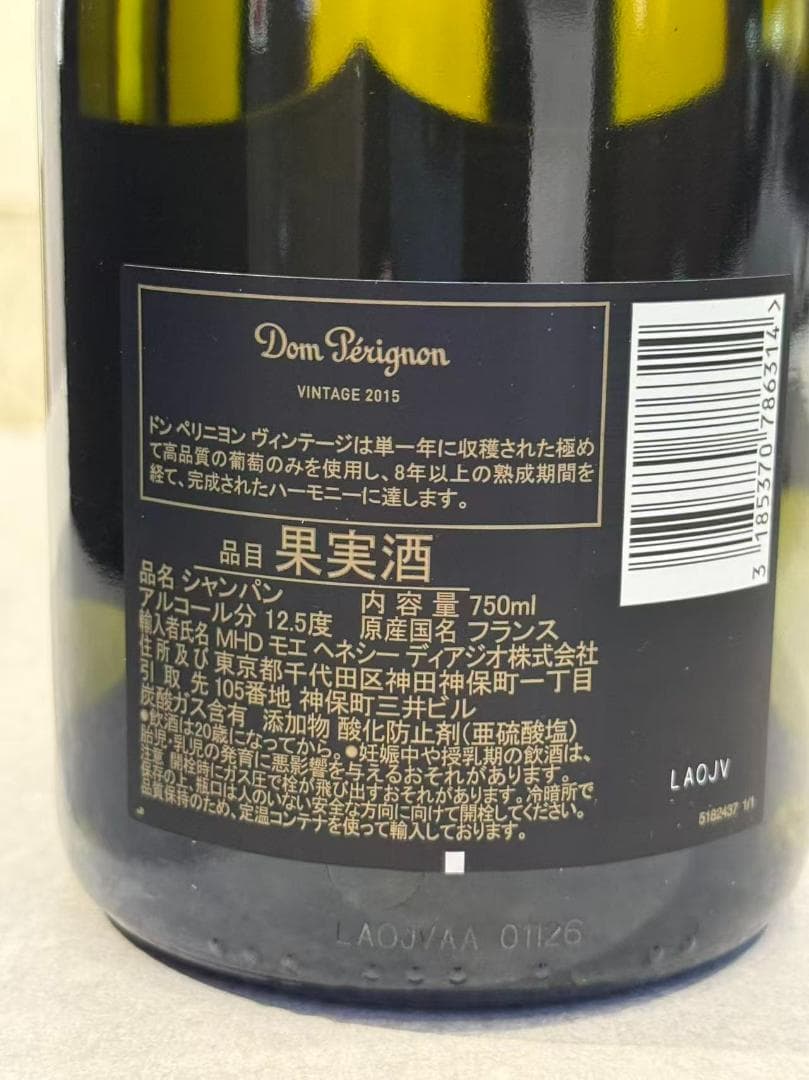 Dom Pérignon
VINTAGE 2015
ドン ペリニヨン ヴィンテージは単一年に収穫された極め
て高品質の葡萄のみを使用し、8年以上の熟成期間を
経て、完成されたハーモニーに達します。
品目 果実酒
品名 シャンパン 内容量 750ml
アルコール分 12.5度 原産国名 フランス
輸入者氏名 MHD モエ ヘネシー ディアジオ株式会社
住所及び 東京都千代田区神田神保町一丁目
引取先 105番地 神保町三井ビル
炭酸ガス含有 添加物 酸化防止剤(亜硫酸塩)
●飲酒は20歳になってから。●妊娠中や授乳期の飲酒は、
胎児・乳児の発育に悪影響を与えるおそれがあります。
注意 開栓時にガス圧で栓が飛び出すおそれがあります。冷暗所で
保存の上、瓶口は人のいない安全な方向に向けて開栓してください。
品質保持のため、定温コンテナを使って輸入しております。
3 185370 786314 >
LAOJV
5182437 1/1
LAOJVAA 01126